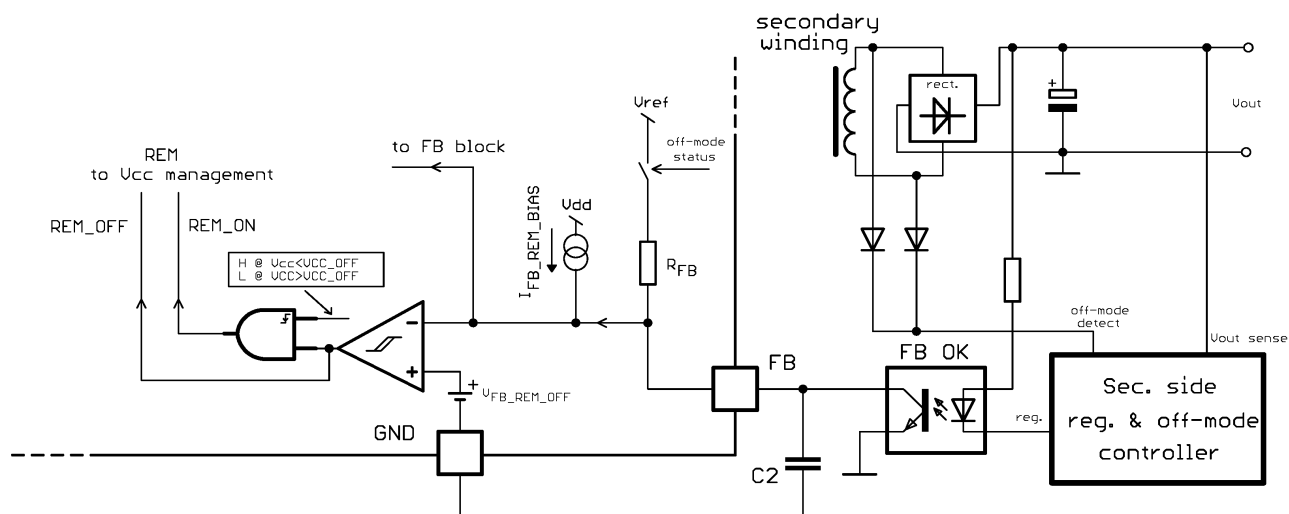 secondary
winding
rect.
+
Vout
Vref
off-mode
status
to FB block
REM
to Vcc management
REM_OFF
REM_ON
IFB_REM_BIAS
Vdd
RFB
H @ Vcc<VCC_OFF
L @ VCC>VCC_OFF
-
+
+
VFB_REM_OFF
GND
FB
FB OK
C2
off-mode
detect
Vout sense
reg.
Sec. side
reg. & off-mode
controller